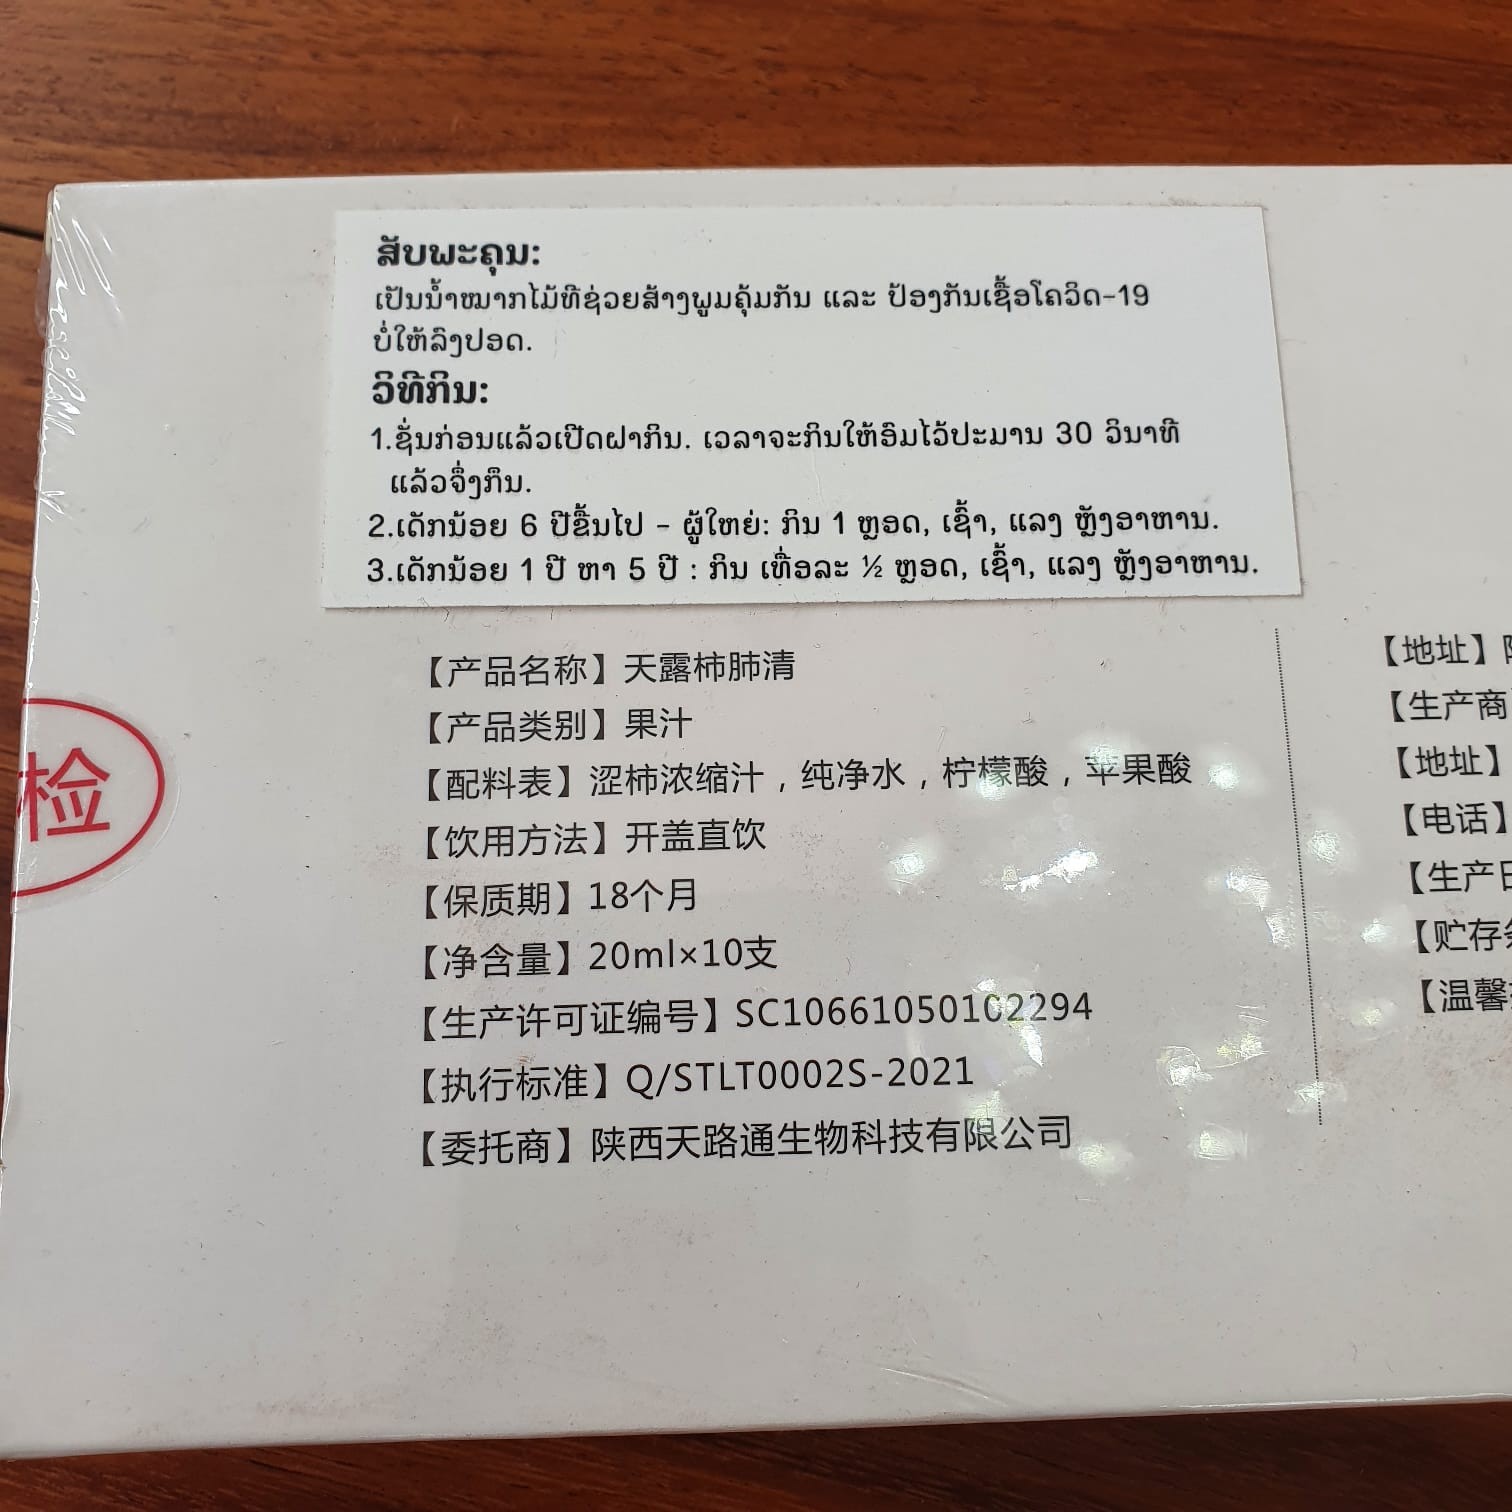 ສັບພະຄຸນ:
ເປັນນ້ຳໝາກໄມ້ທີ່ຊ່ວຍສ້າງພູມຄຸ້ມກັນ ແລະ ປ້ອງກັນເຊື້ອໂຄວິດ-19
ບໍ່ໃຫ້ລົງປອດ.
ວິທີກິນ:
1.ຊັ່ນກ່ອນແລ້ວເປີດຝາກິນ. ເວລາຈະກິນໃຫ້ອົມໄວ້ປະມານ 30 ວິນາທີ
ແລ້ວຈຶ່ງກຶນ.
2.ເດັກນ້ອຍ 6 ປີຂຶ້ນໄປ - ຜູ້ໃຫຍ່: ກິນ 1 ຫຼອດ, ເຊົ້າ, ແລງ ຫຼັງອາຫານ.
3.ເດັກນ້ອຍ 1 ປີ ຫາ 5 ປີ : ກິນ ເທື່ອລະ ½ ຫຼອດ, ເຊົ້າ, ແລງ ຫຼັງອາຫານ.
【产品名称】天露柿肺清
【产品类别】果汁
【配料表】涩柿浓缩汁，纯净水，柠檬酸，苹果酸
【饮用方法】开盖直饮
【保质期】18个月
【净含量】20ml×10支
【生产许可证编号】SC10661050102294
【执行标准】Q/STLT0002S-2021
【委托商】陕西天路通生物科技有限公司
【地址】
【生产商
【地址】
【电话】
【生产日
【贮存
【温馨
检